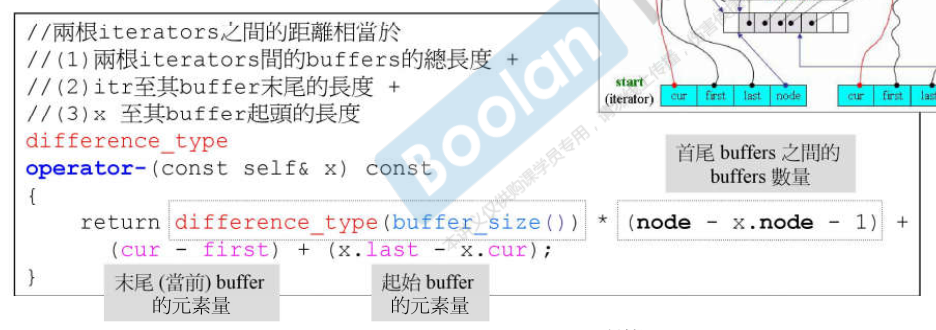 //兩根iterators之間的距離相當於
//(1)兩根iterators間的buffers的總長度 +
//(2)itr至其buffer末尾的長度 +
//(3)x 至其buffer起頭的長度
difference_type
operator-(const self& x) const
{
return difference_type(buffer_size()) * (node - x.node - 1) +
(cur - first) + (x.last - x.cur);
}
末尾 (當前) buffer
的元素量
起始 buffer
的元素量
首尾 buffers 之間的
buffers 數量
start
(iterator)
cur first last node
cur first las
Boolan